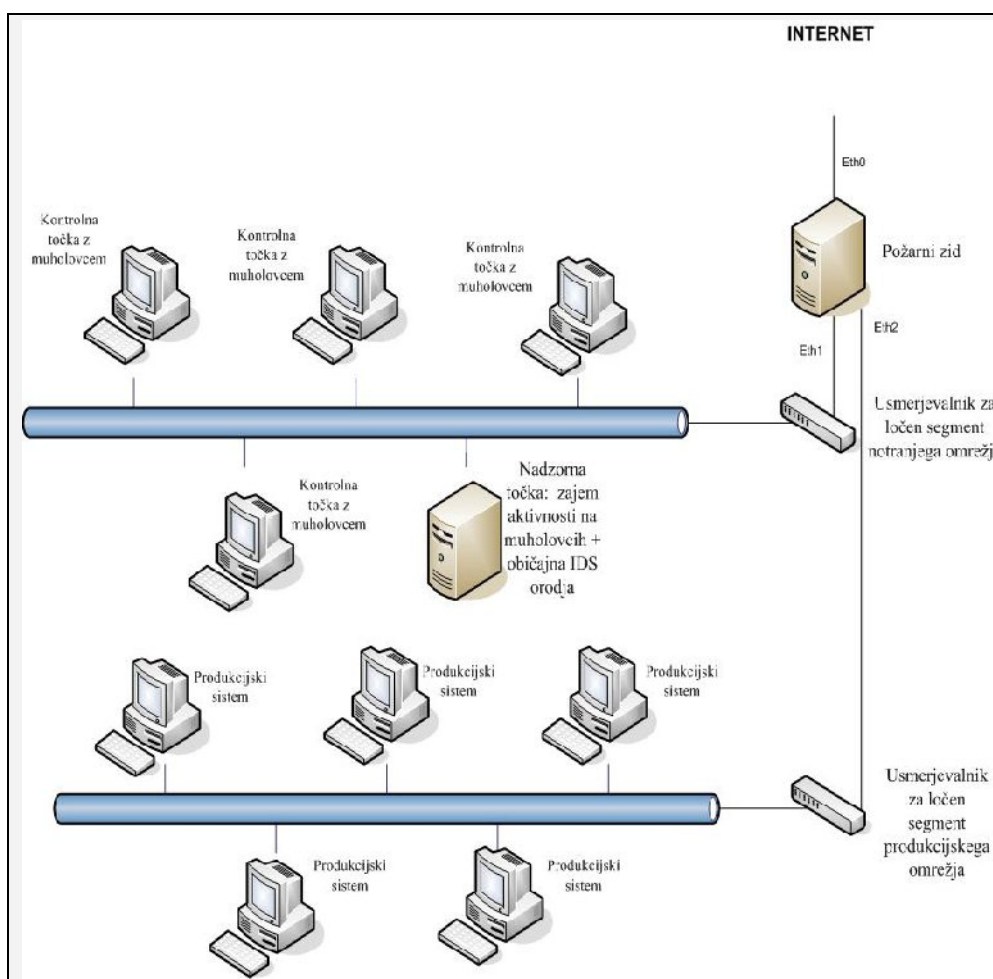 INTERNET
Eth0
Požarni zid
Eth2
Eth1
Kontrolna
točka z
muholovcem
Kontrolna
točka z
muholovcem
Kontrolna
točka z
muholovcem
Usmerjevalnik za
ločen segment
notranjega omrežj
Kontrolna
točka z
muholovcem
Nadzorna
točka: zajem
aktivnosti na
muholovcih +
običajna IDS
orodja
Produkcijski
sistem
Produkcijski
sistem
Produkcijski
sistem
Usmerjevalnik
za ločen
segment
produkcijskega
omrežja
Produkcijski
sistem
Produkcijski
sistem